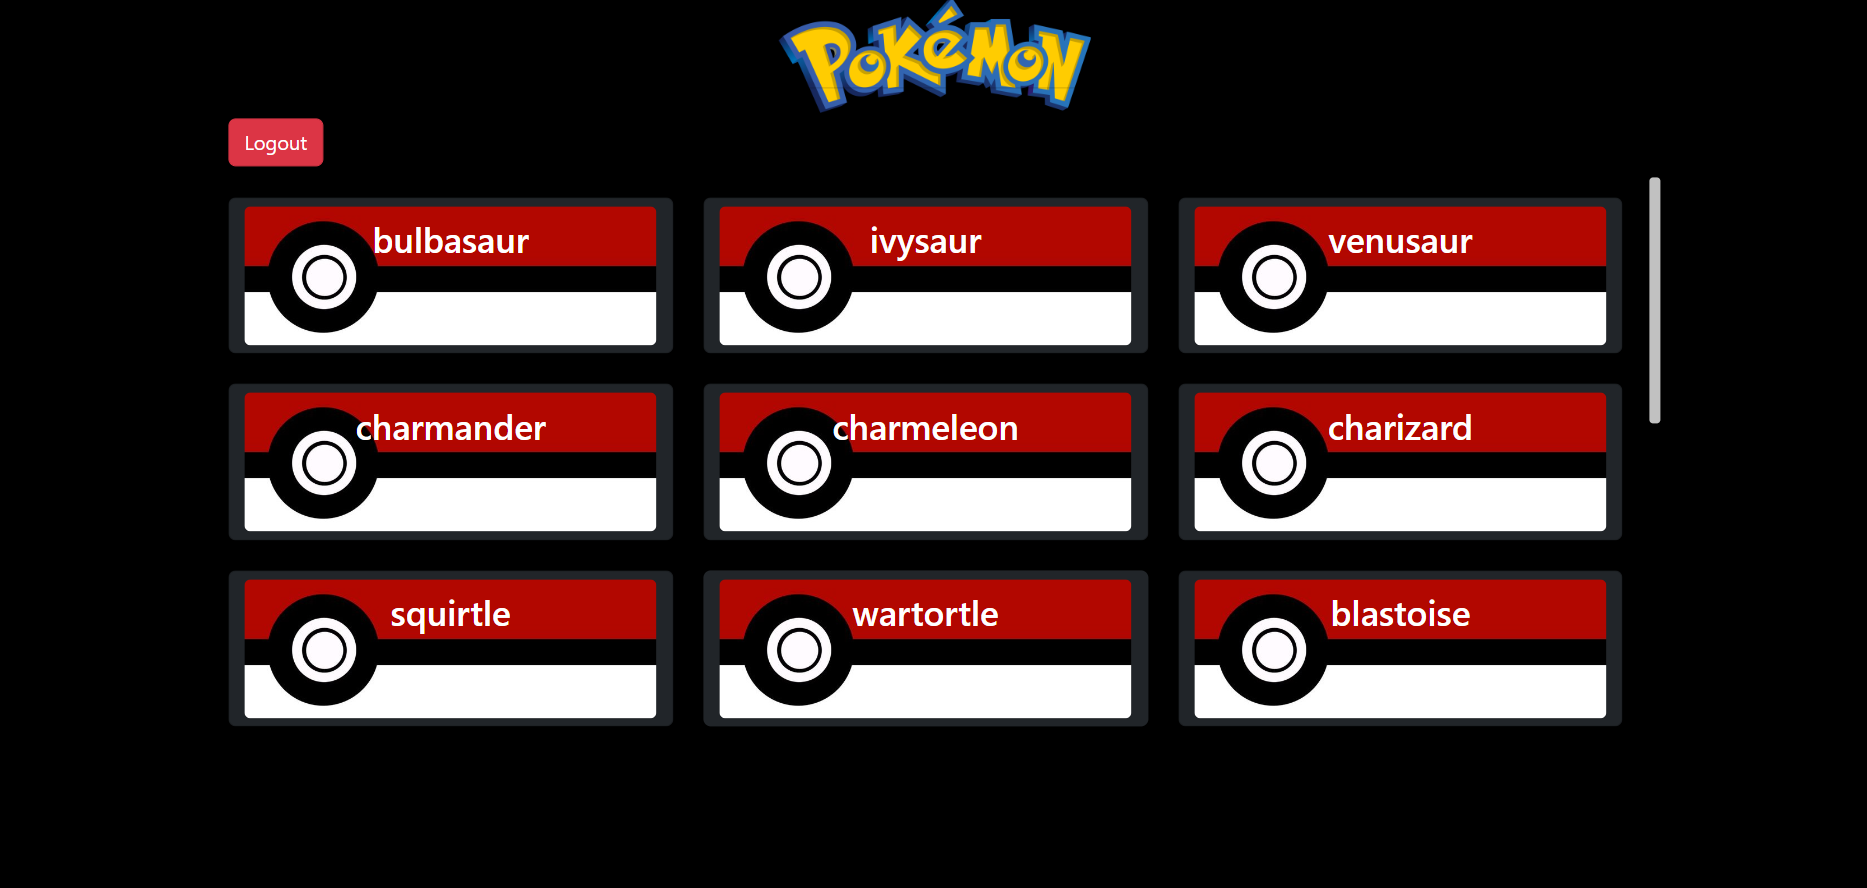 Pokémon
Logout
bulbasaur
ivysaur
venusaur
charmander
charmeleon
charizard
squirtle
wartortle
blastoise